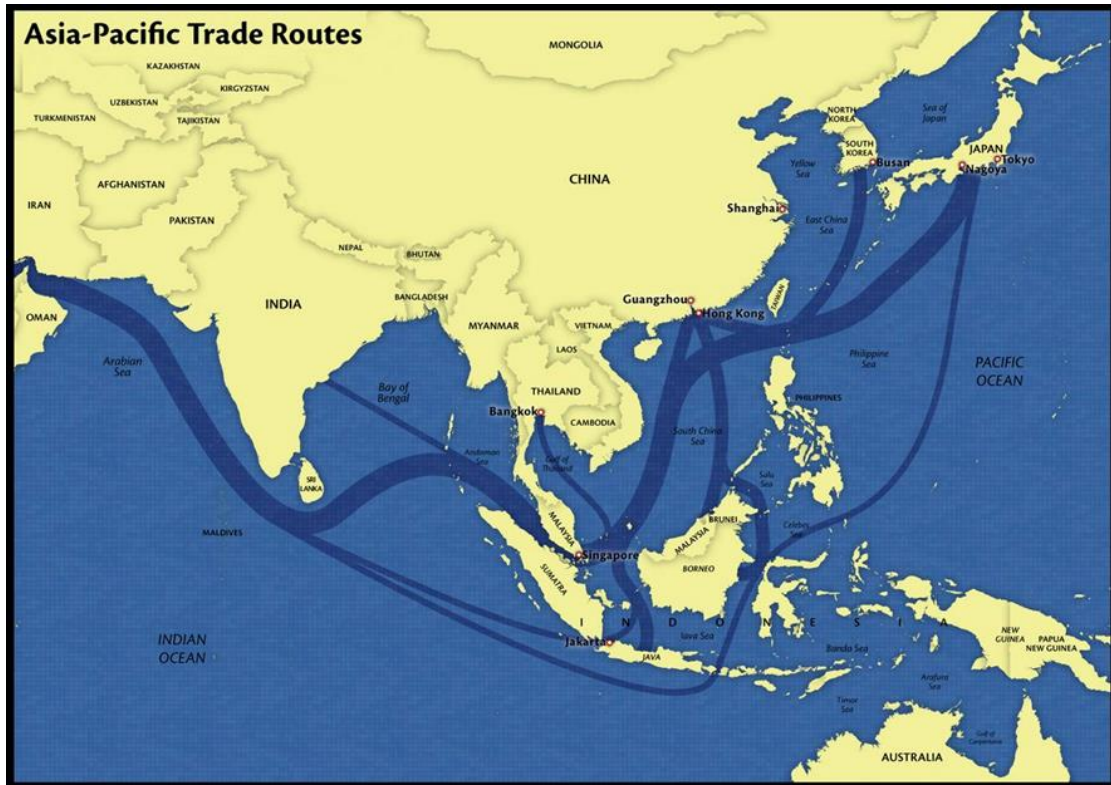 Asia-Pacific Trade Routes
MONGOLIA
KAZAKHSTAN
KYRGYZSTAN
UZBEKISTAN
TURKMENISTAN
TAJIKISTAN
NORTH
KOREA
Sea of
Japan
SOUTH
KOREA
JAPAN
Tokyo
Busan
Nagoya
Yellow
Sea
CHINA
AFGHANISTAN
IRAN
PAKISTAN
Shanghai
East China
Sea
NEPAL
BHUTAN
BANGLADESH
INDIA
OMAN
Guangzhou
Hong Kong
TAIWAN
MYANMAR
VIETNAM
LAOS
Arabian
Sea
Bay of
Bengal
Philippine
Sea
PACIFIC
OCEAN
THAILAND
PHILIPPINES
Bangkok
CAMBODIA
South China
Sea
Andaman
Sea
Gulf of
Thailand
SRI
LANKA
Sulu
Sea
MALDIVES
MALAYSIA
BRUNEI
Celebes
Sea
MALAYSIA
Singapore
BORNEO
SUMATRA
INDONESIA
INDIAN
OCEAN
Jakarta
Java Sea
JAVA
Banda Sea
NEW
GUINEA
PAPUA
NEW GUINEA
Arafura
Sea
Timor
Sea
Gulf of
Carpentaria
AUSTRALIA